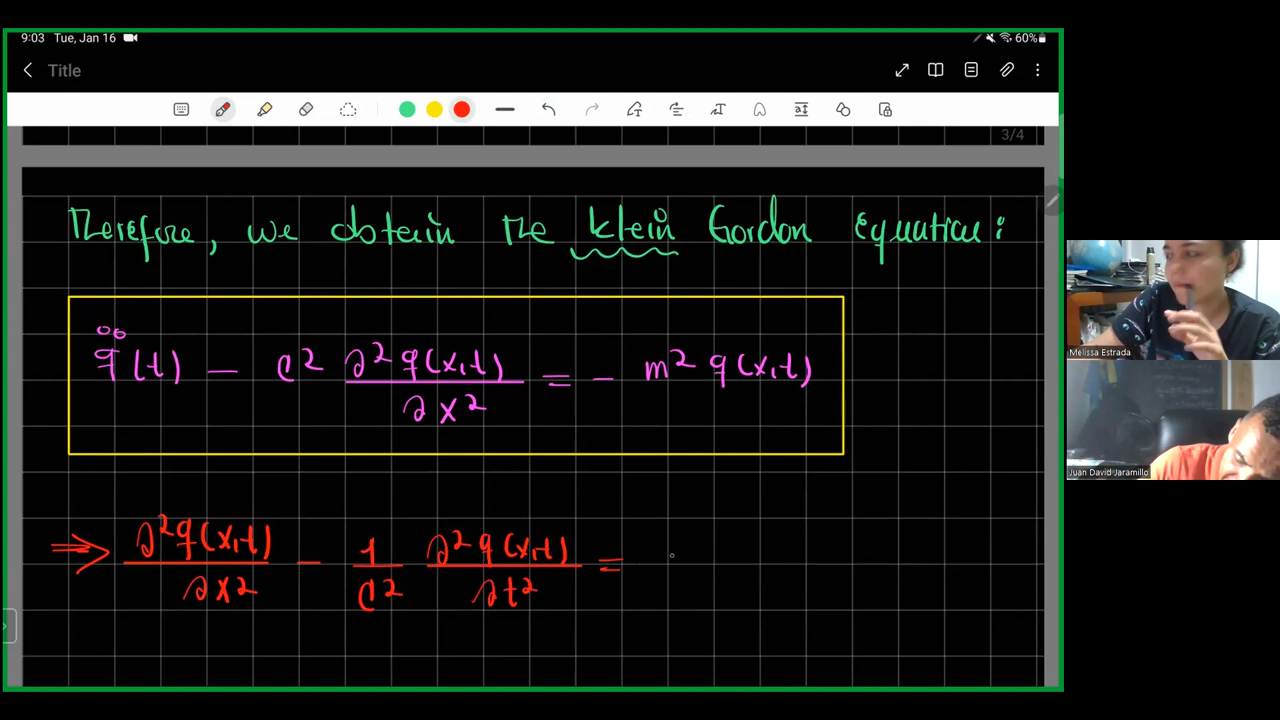 9:03 Tue, Jan 16
60%
Title
3/4
Therefore, we obtain the klein Gordon Equation:
q̈(t) - c² ∂²q(x,t)/∂x² = - m² q(x,t)
⇒ ∂²q(x,t)/∂x² - 1/c² ∂²q(x,t)/∂t² =
Melissa Estrada
Juan David Jaramillo